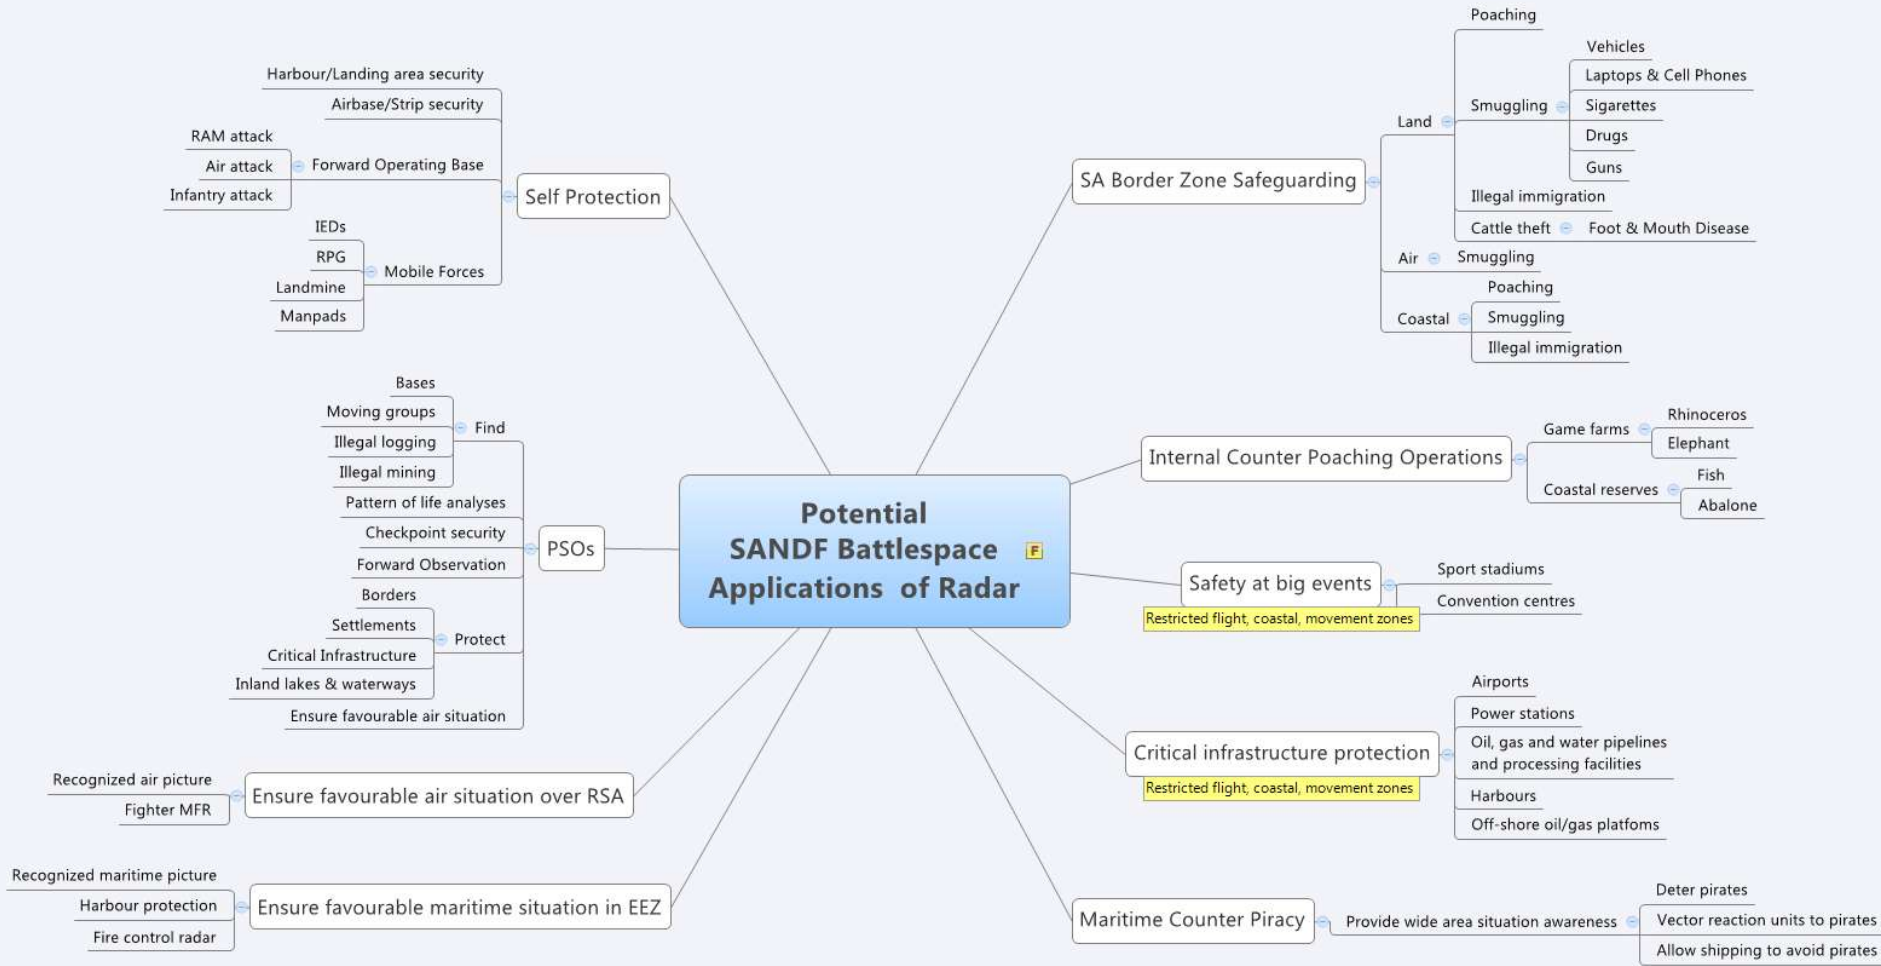 Potential
SANDF Battlespace
Applications of Radar
F
Self Protection
Harbour/Landing area security
Airbase/Strip security
Forward Operating Base
RAM attack
Air attack
Infantry attack
Mobile Forces
IEDs
RPG
Landmine
Manpads
PSOs
Find
Bases
Moving groups
Illegal logging
Illegal mining
Pattern of life analyses
Checkpoint security
Forward Observation
Protect
Borders
Settlements
Critical Infrastructure
Inland lakes & waterways
Ensure favourable air situation
Ensure favourable air situation over RSA
Recognized air picture
Fighter MFR
Ensure favourable maritime situation in EEZ
Recognized maritime picture
Harbour protection
Fire control radar
SA Border Zone Safeguarding
Land
Poaching
Smuggling
Vehicles
Laptops & Cell Phones
Sigarettes
Drugs
Guns
Illegal immigration
Cattle theft
Foot & Mouth Disease
Air
Smuggling
Coastal
Poaching
Smuggling
Illegal immigration
Internal Counter Poaching Operations
Game farms
Rhinoceros
Elephant
Coastal reserves
Fish
Abalone
Safety at big events
Restricted flight, coastal, movement zones
Sport stadiums
Convention centres
Critical infrastructure protection
Restricted flight, coastal, movement zones
Airports
Power stations
Oil, gas and water pipelines
and processing facilities
Harbours
Off-shore oil/gas platfoms
Maritime Counter Piracy
Provide wide area situation awareness
Deter pirates
Vector reaction units to pirates
Allow shipping to avoid pirates